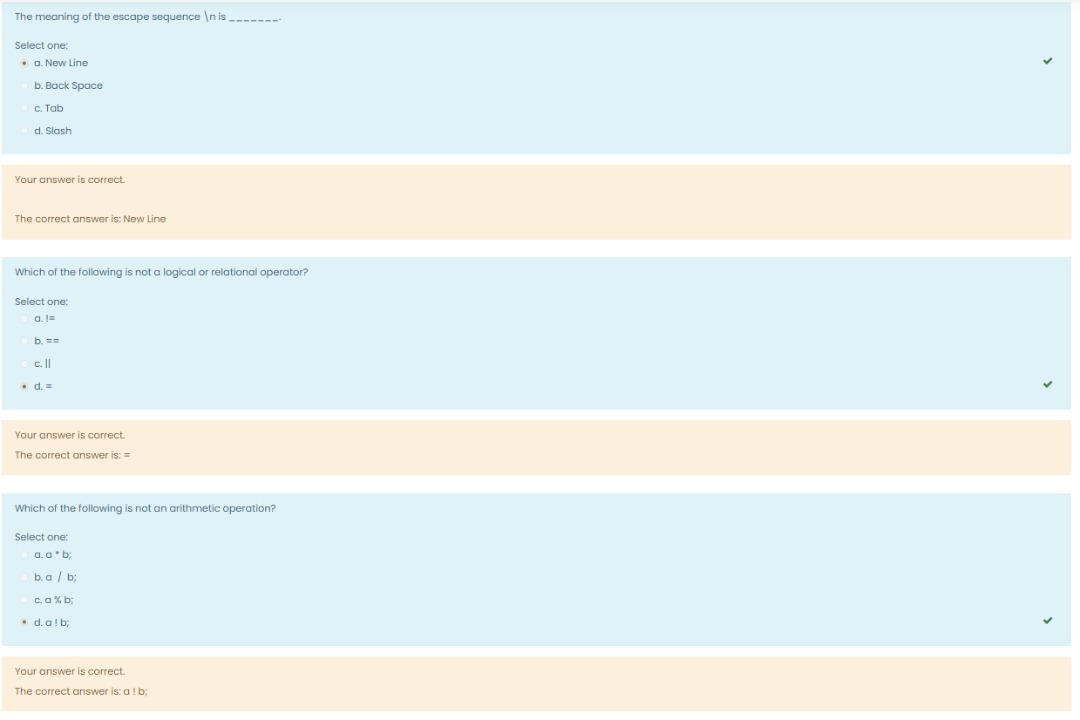 The meaning of the escape sequence \n is _______.
Select one:
a. New Line
b. Back Space
c. Tab
d. Slash
Your answer is correct.
The correct answer is: New Line
Which of the following is not a logical or relational operator?
Select one:
a. !=
b. ==
c. ||
d. =
Your answer is correct.
The correct answer is: =
Which of the following is not an arithmetic operation?
Select one:
a. a * b;
b. a / b;
c. a % b;
d. a ! b;
Your answer is correct.
The correct answer is: a ! b;